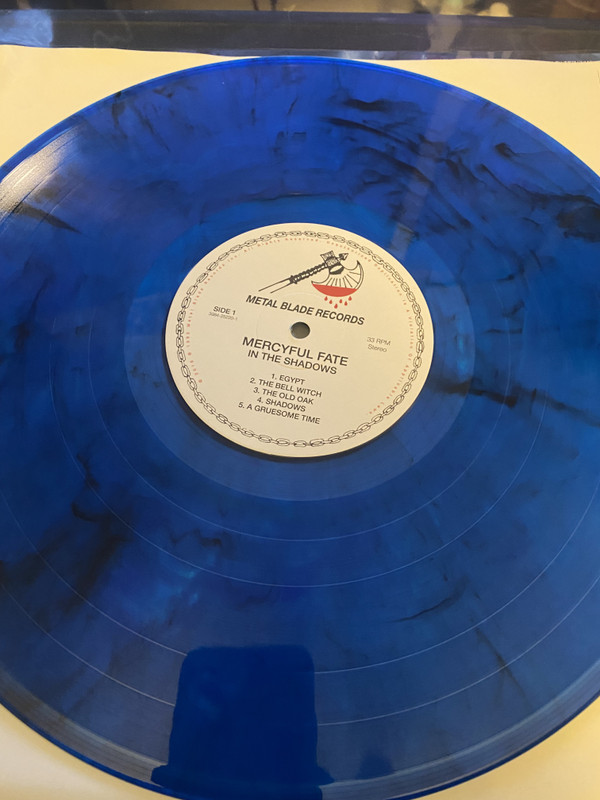 METAL BLADE RECORDS
SIDE 1
33 RPM
Stereo
MERCYFUL FATE
IN THE SHADOWS
1. EGYPT
2. THE BELL WITCH
3. THE OLD OAK
4. SHADOWS
5. A GRUESOME TIME